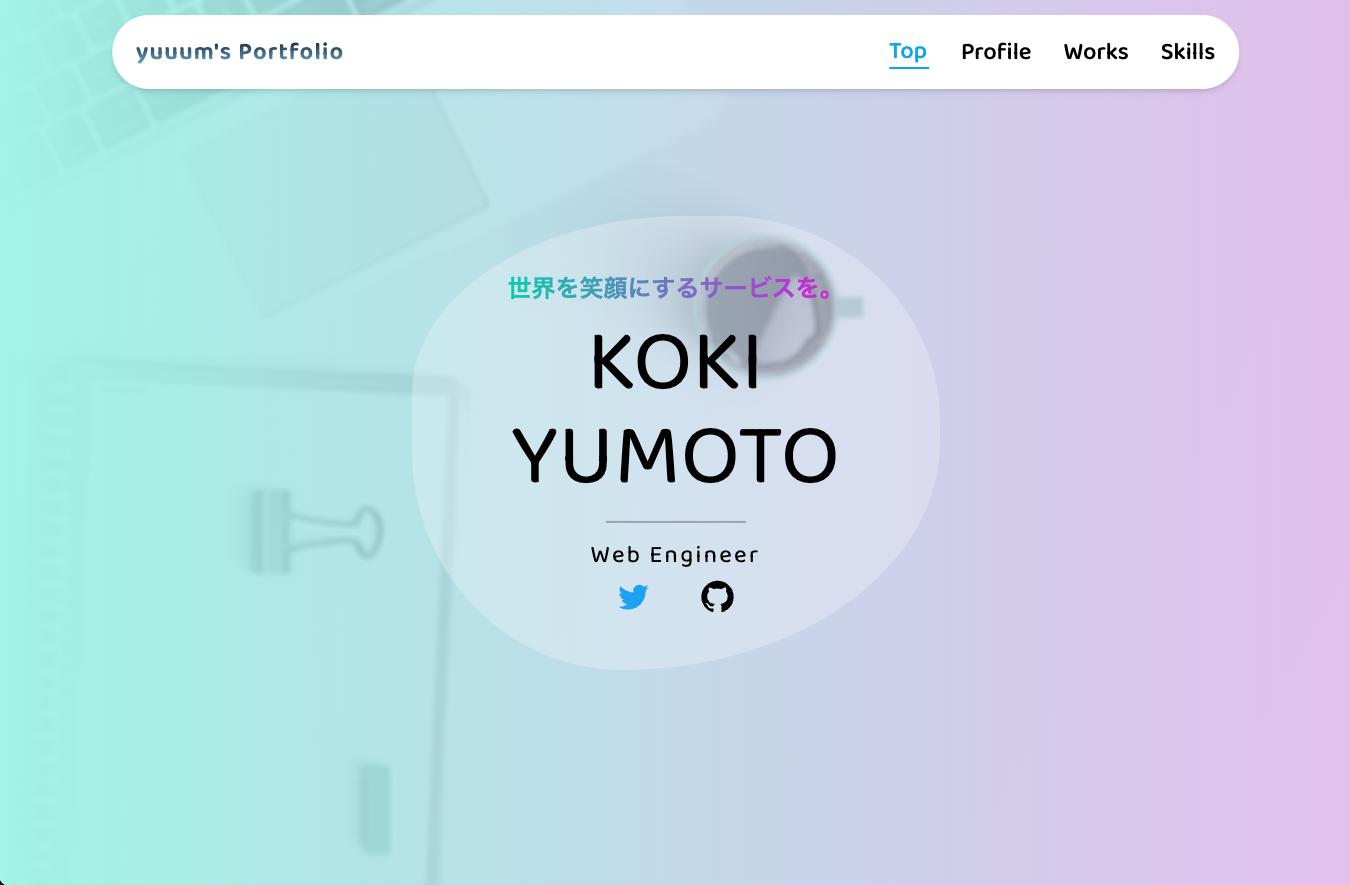 yuuum's Portfolio
Top
Profile
Works
Skills
世界を笑顔にするサービスを。
KOKI
YUMOTO
Web Engineer